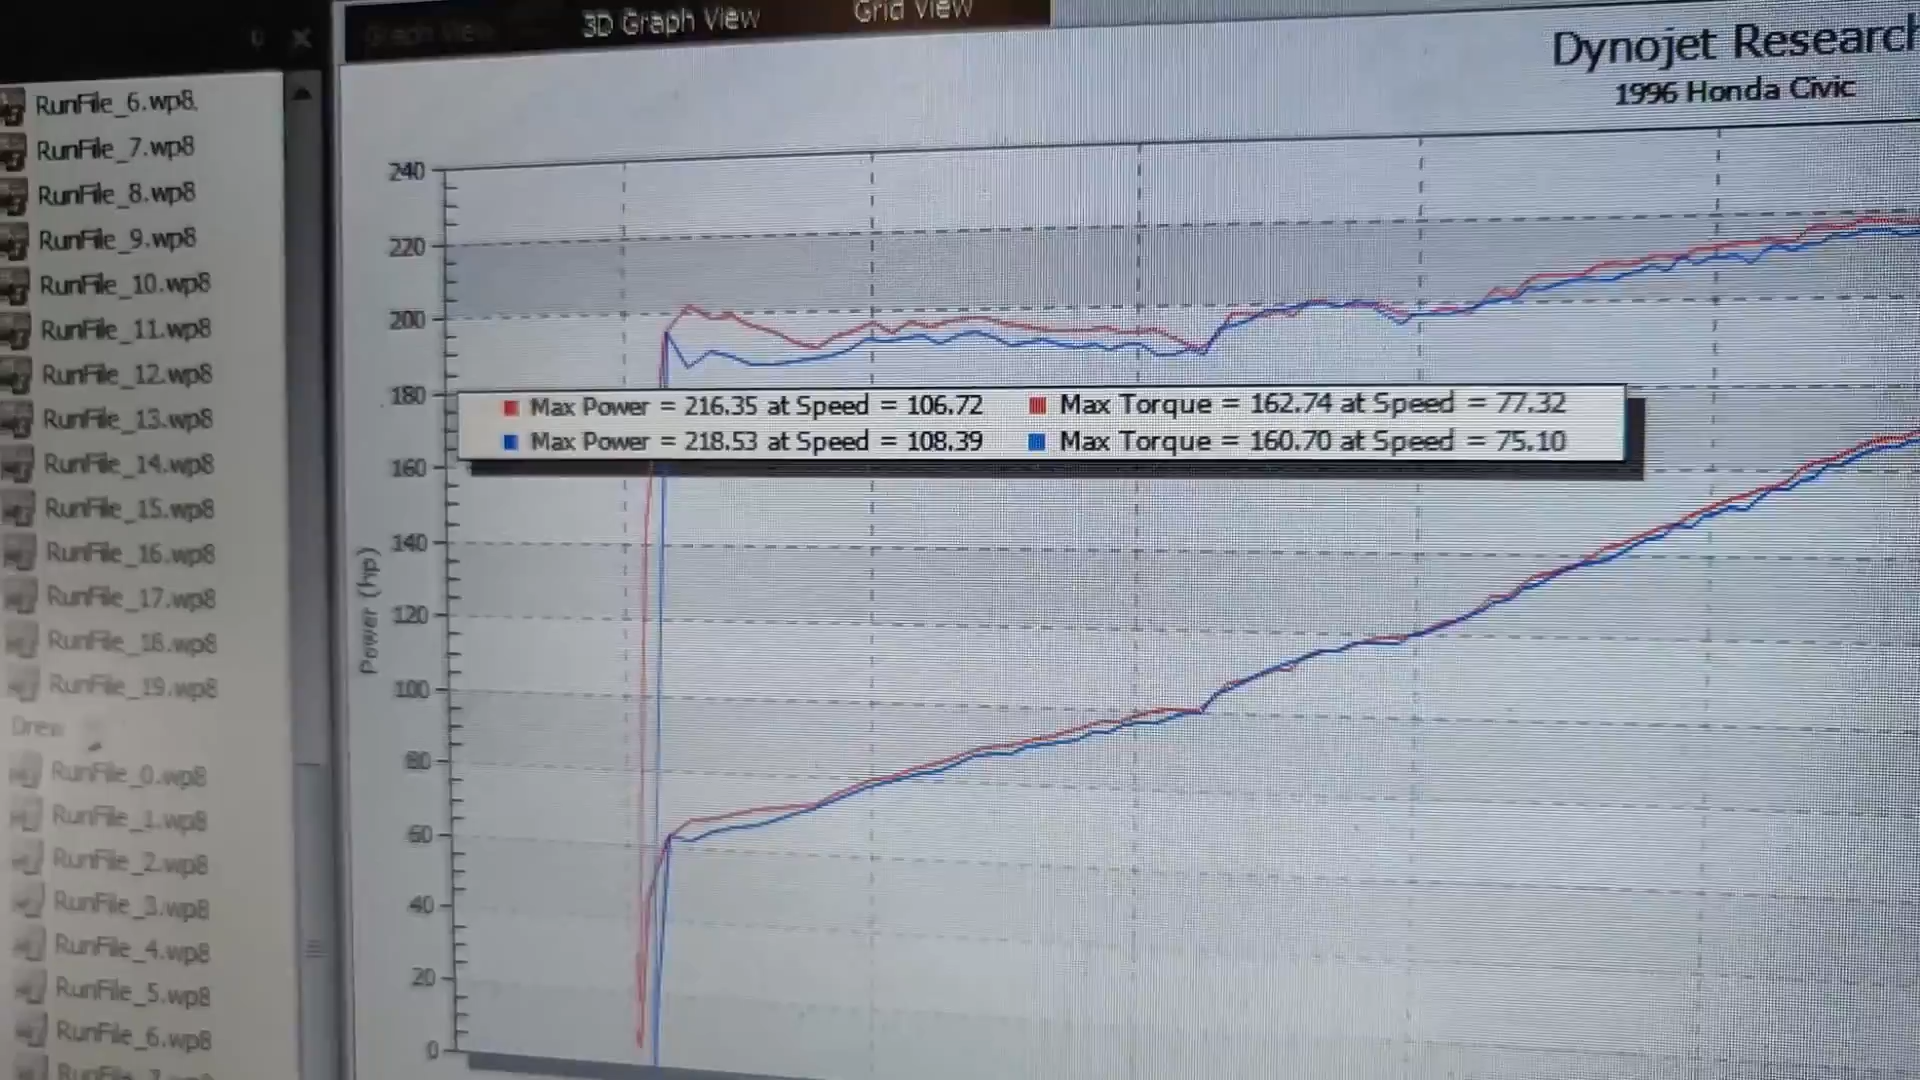 Graph View
3D Graph View
Grid View
Dynojet Research
1996 Honda Civic
RunFile_6.wp8
RunFile_7.wp8
RunFile_8.wp8
RunFile_9.wp8
RunFile_10.wp8
RunFile_11.wp8
RunFile_12.wp8
RunFile_13.wp8
RunFile_14.wp8
RunFile_15.wp8
RunFile_16.wp8
RunFile_17.wp8
RunFile_18.wp8
RunFile_19.wp8
Drew
RunFile_0.wp8
RunFile_1.wp8
RunFile_2.wp8
RunFile_3.wp8
RunFile_4.wp8
RunFile_5.wp8
RunFile_6.wp8
240
220
200
180
160
140
120
100
80
60
40
20
0
Power (hp)
Max Power = 216.35 at Speed = 106.72
Max Torque = 162.74 at Speed = 77.32
Max Power = 218.53 at Speed = 108.39
Max Torque = 160.70 at Speed = 75.10